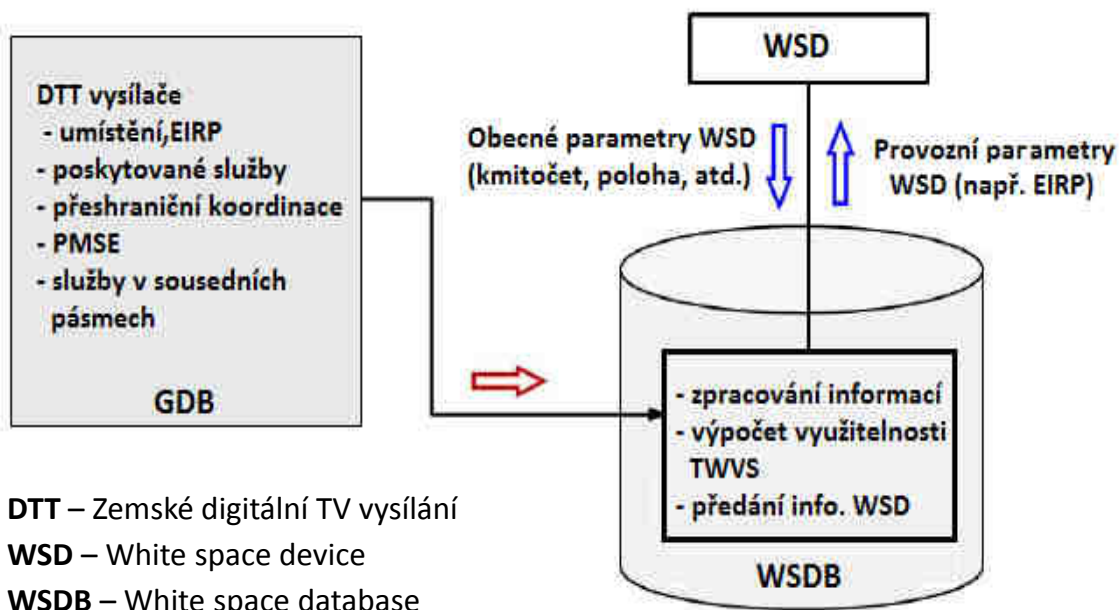 DTT vysílače
- umístění,EIRP
- poskytované služby
- přeshraniční koordinace
- PMSE
- služby v sousedních
pásmech
GDB
WSD
Obecné parametry WSD
(kmitočet, poloha, atd.)
Provozní parametry
WSD (např. EIRP)
- zpracování informací
- výpočet využitelnosti
TWVS
- předání info. WSD
WSDB
DTT – Zemské digitální TV vysílání
WSD – White space device
WSDB – White space database